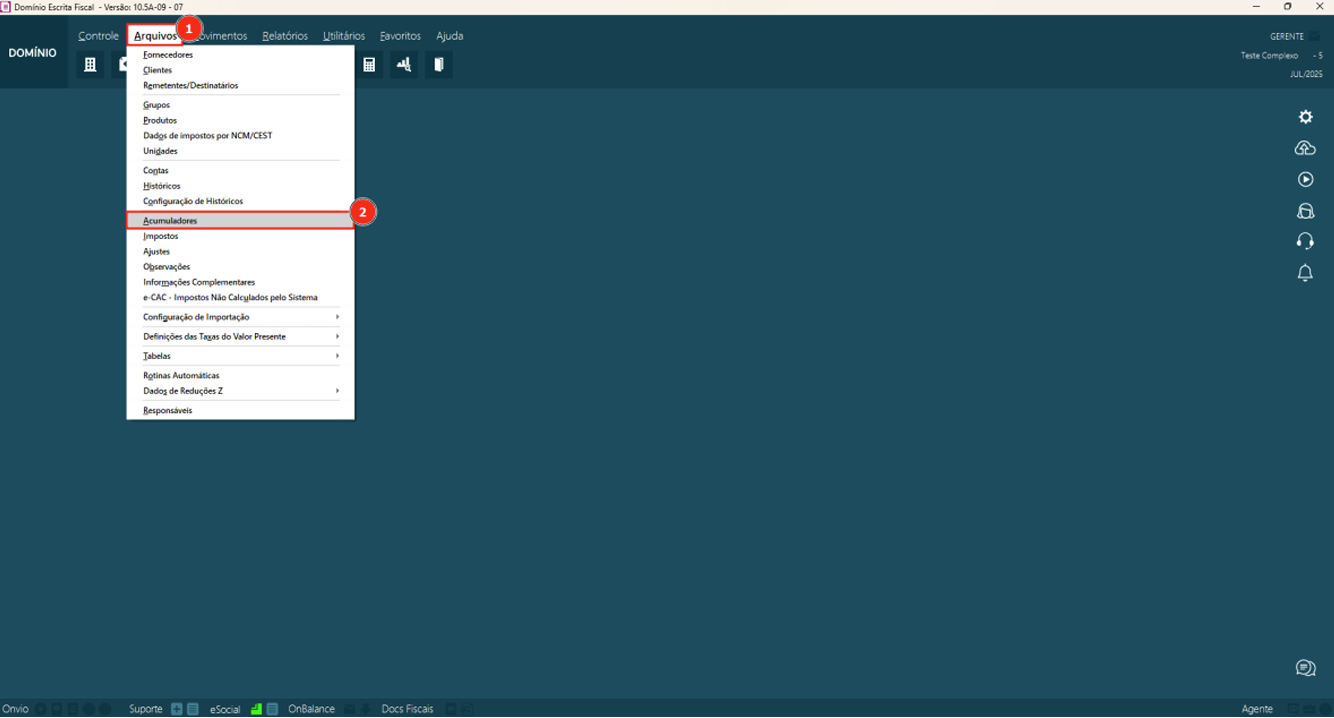 Domínio Escrita Fiscal - Versão: 10.5A-09 - 07
DOMÍNIO
Controle Arquivos ovimentos Relatórios Utilitários Favoritos Ajuda
1
GERENTE
Teste Complexo - 5
JUL/2025
Fornecedores
Clientes
Remetentes/Destinatários
Grupos
Produtos
Dados de impostos por NCM/CEST
Unidades
Contas
Históricos
Configuração de Históricos
Acumuladores
2
Impostos
Ajustes
Observações
Informações Complementares
e-CAC - Impostos Não Calculados pelo Sistema
Configuração de Importação
Definições das Taxas do Valor Presente
Tabelas
Rotinas Automáticas
Dados de Reduções Z
Responsáveis
Onvio Suporte eSocial OnBalance Docs Fiscais Agente